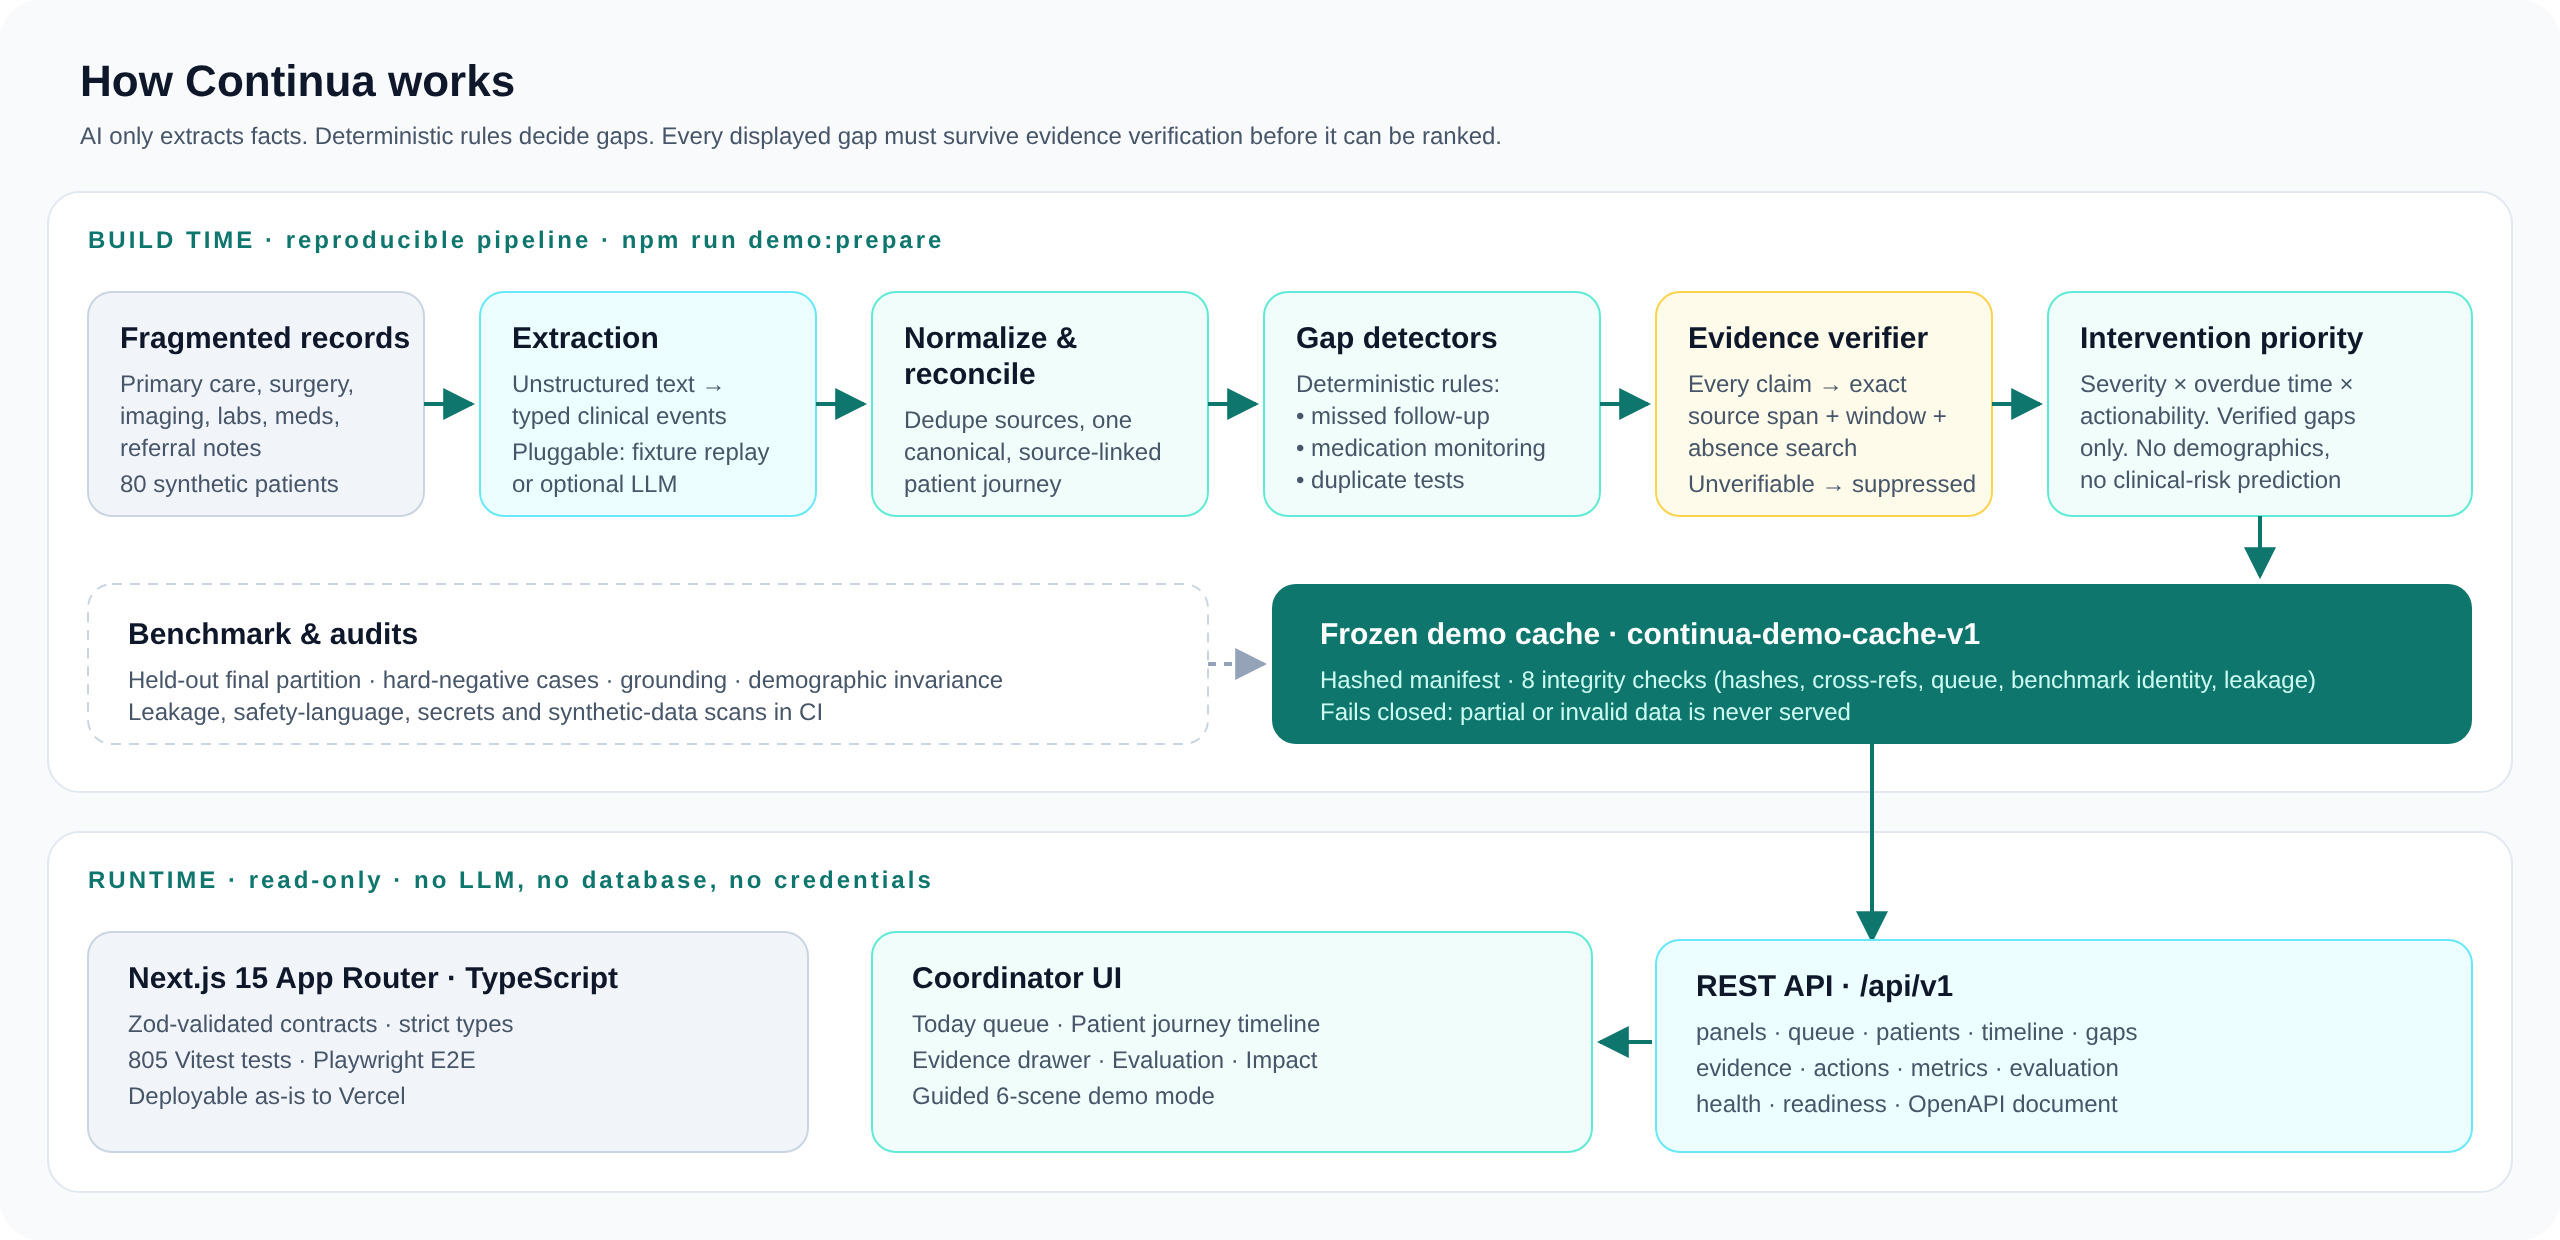 How Continua works
AI only extracts facts. Deterministic rules decide gaps. Every displayed gap must survive evidence verification before it can be ranked.
BUILD TIME · reproducible pipeline · npm run demo:prepare
Fragmented records
Primary care, surgery,
imaging, labs, meds,
referral notes
80 synthetic patients
Extraction
Unstructured text →
typed clinical events
Pluggable: fixture replay
or optional LLM
Normalize &
reconcile
Dedupe sources, one
canonical, source-linked
patient journey
Gap detectors
Deterministic rules:
• missed follow-up
• medication monitoring
• duplicate tests
Evidence verifier
Every claim → exact
source span + window +
absence search
Unverifiable → suppressed
Intervention priority
Severity × overdue time ×
actionability. Verified gaps
only. No demographics,
no clinical-risk prediction
Benchmark & audits
Held-out final partition · hard-negative cases · grounding · demographic invariance
Leakage, safety-language, secrets and synthetic-data scans in CI
Frozen demo cache · continua-demo-cache-v1
Hashed manifest · 8 integrity checks (hashes, cross-refs, queue, benchmark identity, leakage)
Fails closed: partial or invalid data is never served
RUNTIME · read-only · no LLM, no database, no credentials
Next.js 15 App Router · TypeScript
Zod-validated contracts · strict types
805 Vitest tests · Playwright E2E
Deployable as-is to Vercel
Coordinator UI
Today queue · Patient journey timeline
Evidence drawer · Evaluation · Impact
Guided 6-scene demo mode
REST API · /api/v1
panels · queue · patients · timeline · gaps
evidence · actions · metrics · evaluation
health · readiness · OpenAPI document